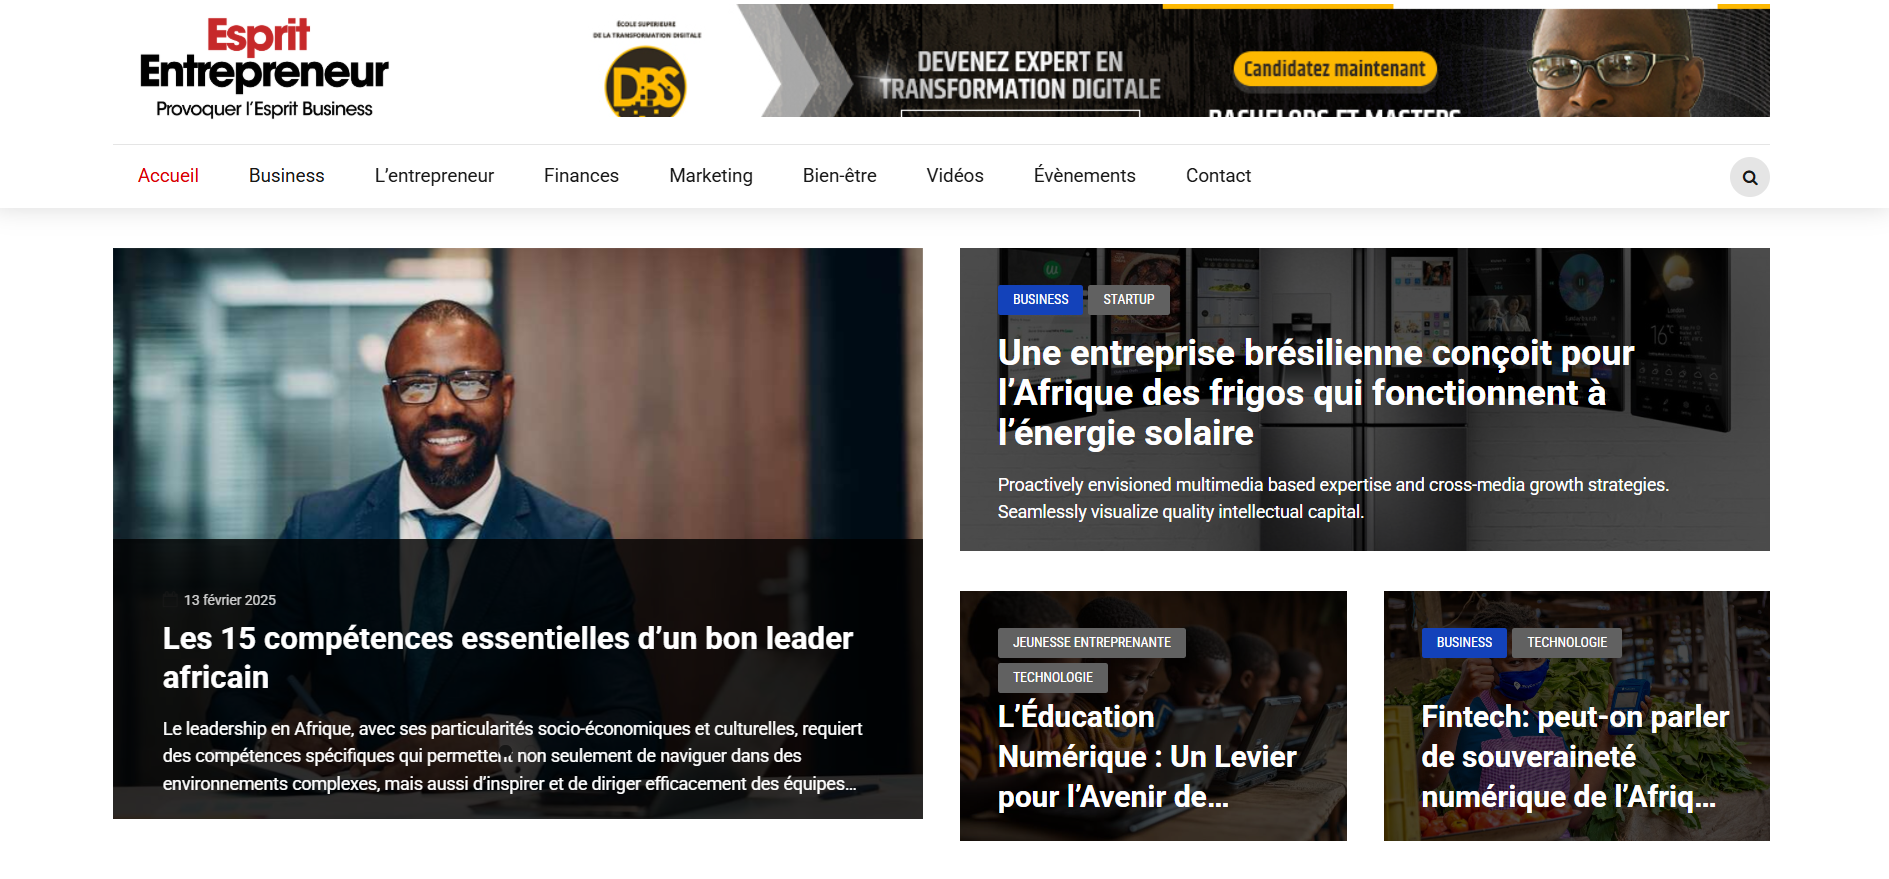 Esprit
Entrepreneur
Provoquer l'Esprit Business
ÉCOLE SUPERIEURE
DE LA TRANSFORMATION DIGITALE
DBS
DEVENEZ EXPERT EN
TRANSFORMATION DIGITALE
Candidatez maintenant
BACHELORS ET MASTERS
Accueil
Business
L’entrepreneur
Finances
Marketing
Bien-être
Vidéos
Évènements
Contact
13 février 2025
Les 15 compétences essentielles d’un bon leader
africain
Le leadership en Afrique, avec ses particularités socio-économiques et culturelles, requiert
des compétences spécifiques qui permettent non seulement de naviguer dans des
environnements complexes, mais aussi d’inspirer et de diriger efficacement des équipes...
BUSINESS
STARTUP
Une entreprise brésilienne conçoit pour
l’Afrique des frigos qui fonctionnent à
l’énergie solaire
Proactively envisioned multimedia based expertise and cross-media growth strategies.
Seamlessly visualize quality intellectual capital.
16°C
JEUNESSE ENTREPRENANTE
TECHNOLOGIE
L’Éducation
Numérique : Un Levier
pour l’Avenir de...
BUSINESS
TECHNOLOGIE
Fintech: peut-on parler
de souveraineté
numérique de l’Afriq...